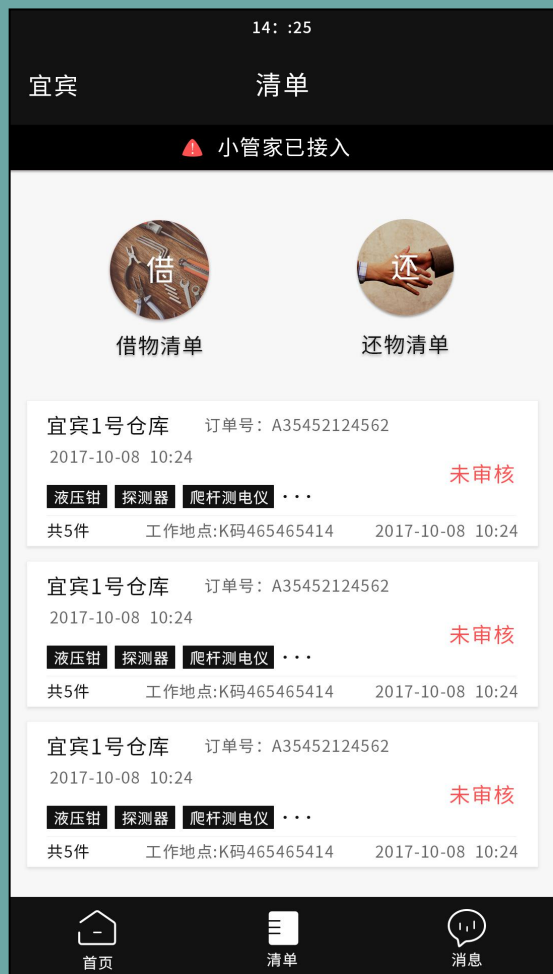 14: :25
宜宾 清单
小管家已接入
借 还
借物清单 还物清单
宜宾1号仓库 订单号: A35452124562
2017-10-08 10:24
未审核
液压钳 探测器 爬杆测电仪 ···
共5件 工作地点:K码465465414 2017-10-08 10:24
宜宾1号仓库 订单号: A35452124562
2017-10-08 10:24
未审核
液压钳 探测器 爬杆测电仪 ···
共5件 工作地点:K码465465414 2017-10-08 10:24
宜宾1号仓库 订单号: A35452124562
2017-10-08 10:24
未审核
液压钳 探测器 爬杆测电仪 ···
共5件 工作地点:K码465465414 2017-10-08 10:24
首页 清单 消息